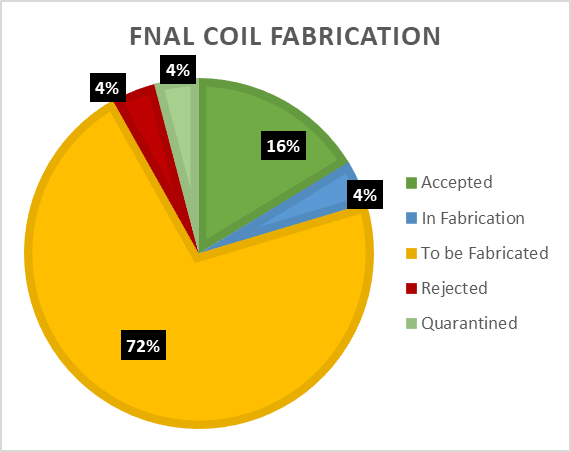 FNAL COIL FABRICATION
4%
4%
16%
4%
72%
Accepted
In Fabrication
To be Fabricated
Rejected
Quarantined